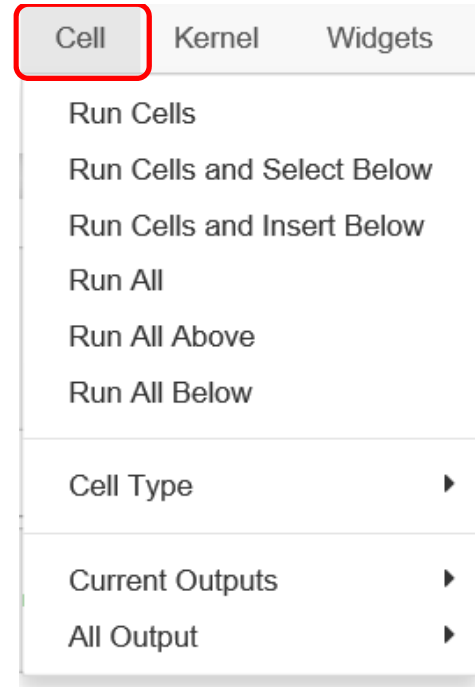 Cell Kernel Widgets
Run Cells
Run Cells and Select Below
Run Cells and Insert Below
Run All
Run All Above
Run All Below
Cell Type
Current Outputs
All Output